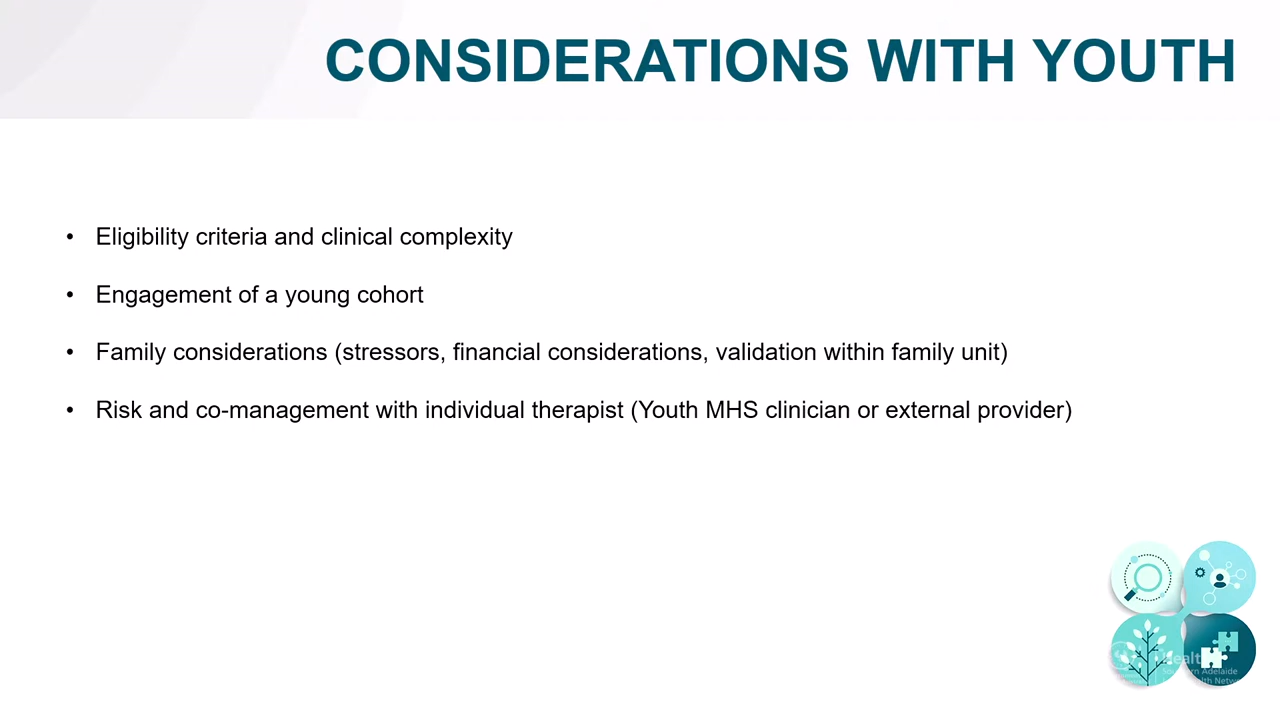 CONSIDERATIONS WITH YOUTH
• Eligibility criteria and clinical complexity
• Engagement of a young cohort
• Family considerations (stressors, financial considerations, validation within family unit)
• Risk and co-management with individual therapist (Youth MHS clinician or external provider)
Adelaide